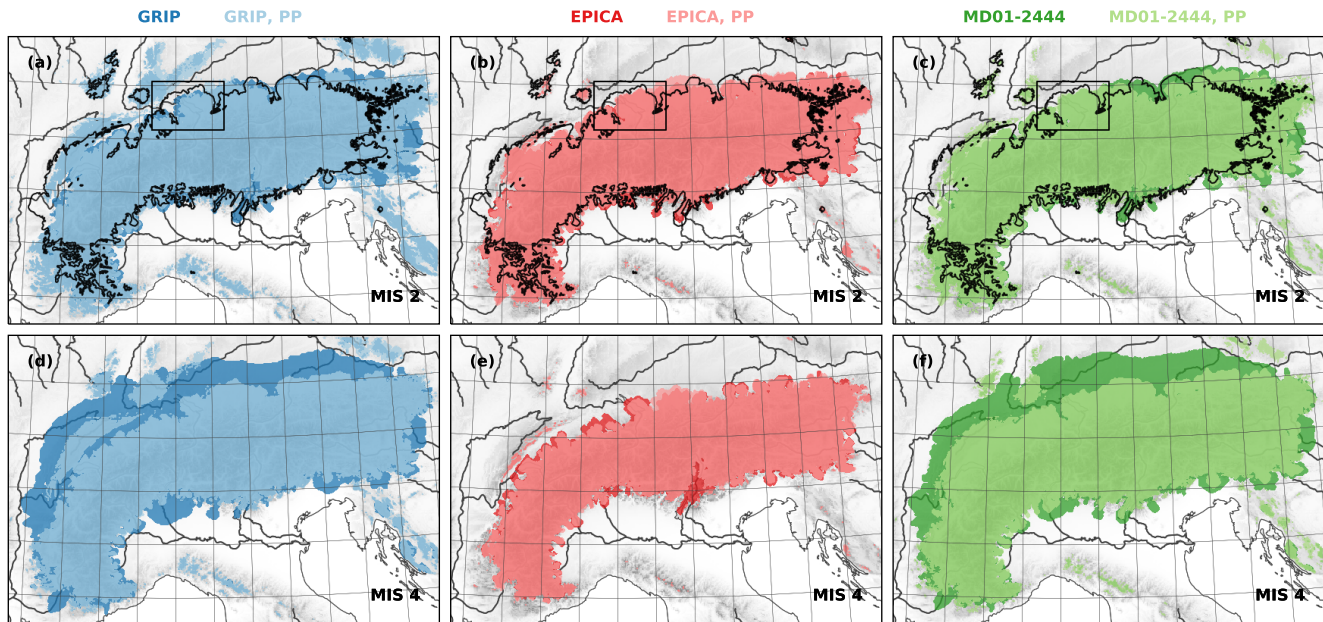 GRIP GRIP, PP EPICA EPICA, PP MD01-2444 MD01-2444, PP
(a) (b) (c)
MIS 2 MIS 2 MIS 2
(d) (e) (f)
MIS 4 MIS 4 MIS 4